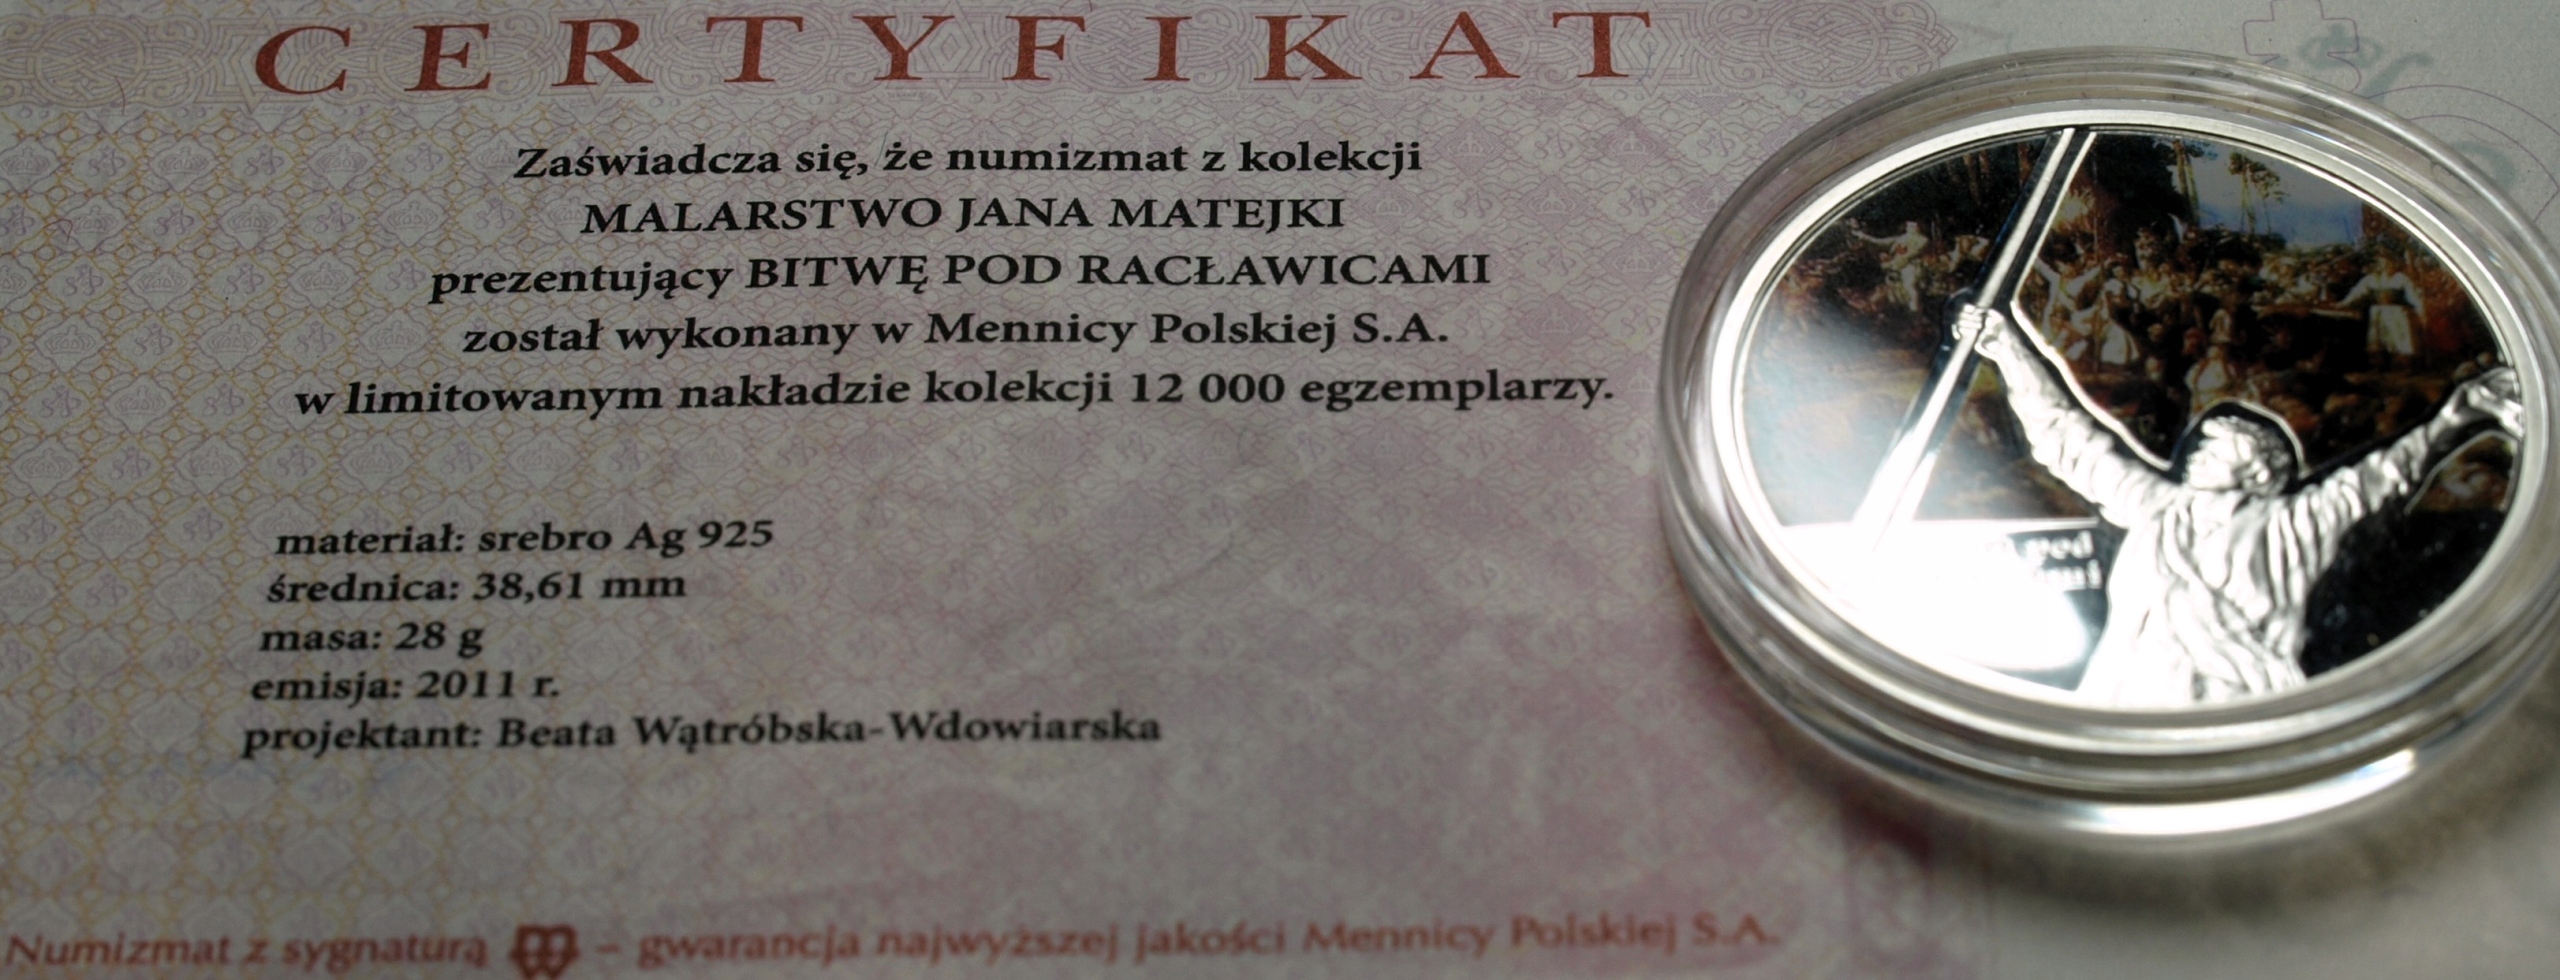 CERTYFIKAT
Zaświadcza się, że numizmat z kolekcji
MALARSTWO JANA MATEJKI
prezentujący BITWĘ POD RACŁAWICAMI
został wykonany w Mennicy Polskiej S.A.
w limitowanym nakładzie kolekcji 12 000 egzemplarzy.
materiał: srebro Ag 925
średnica: 38,61 mm
masa: 28 g
emisja: 2011 r.
projektant: Beata Wątróbska-Wdowiarska
Numizmat z sygnaturą – gwarancja najwyższej jakości Mennicy Polskiej S.A.
pod